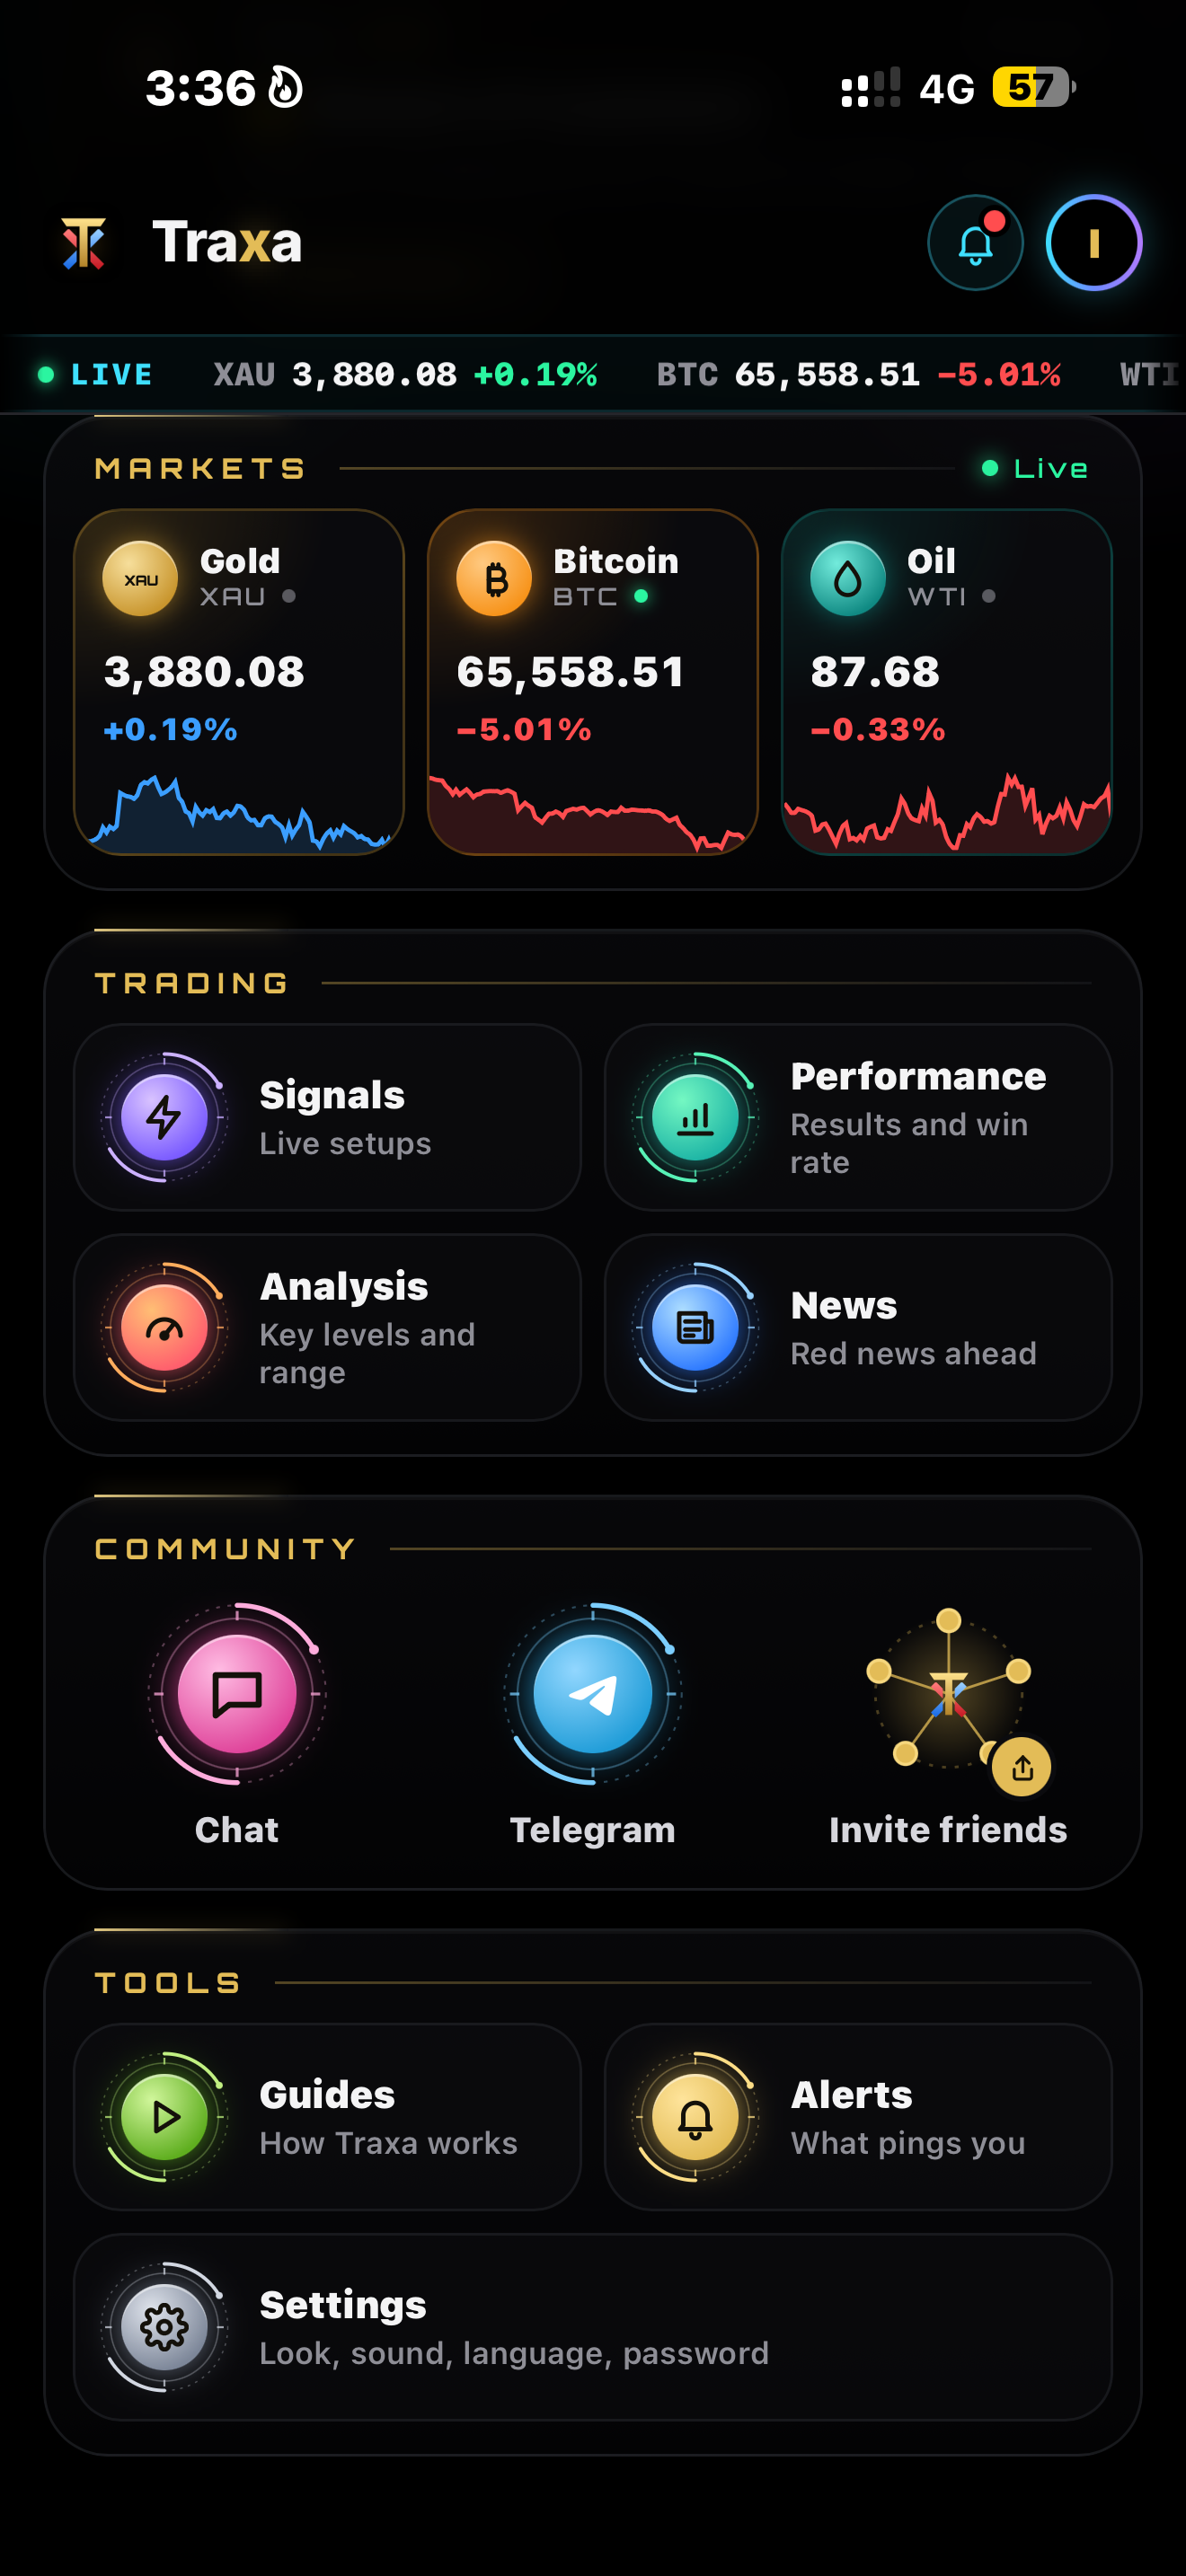 3:36
4G 57
Traxa
I
LIVE XAU 3,880.08 +0.19% BTC 65,558.51 −5.01% WTI
MARKETS Live
XAU Gold
XAU
3,880.08
+0.19%
Bitcoin
BTC
65,558.51
−5.01%
Oil
WTI
87.68
−0.33%
TRADING
Signals
Live setups
Performance
Results and win
rate
Analysis
Key levels and
range
News
Red news ahead
COMMUNITY
Chat
Telegram
Invite friends
TOOLS
Guides
How Traxa works
Alerts
What pings you
Settings
Look, sound, language, password